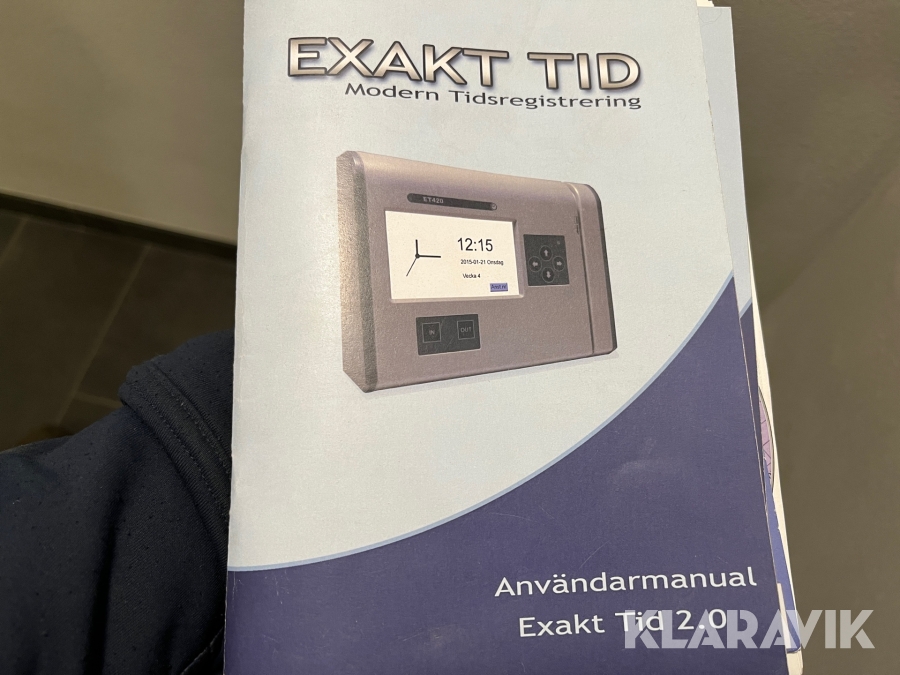 EXAKT TID
Modern Tidsregistrering
ET420
12:15
2015-01-21 Onsdag
Vecka 4
IN
OUT
Användarmanual
Exakt Tid 2.0
KLARAVIK